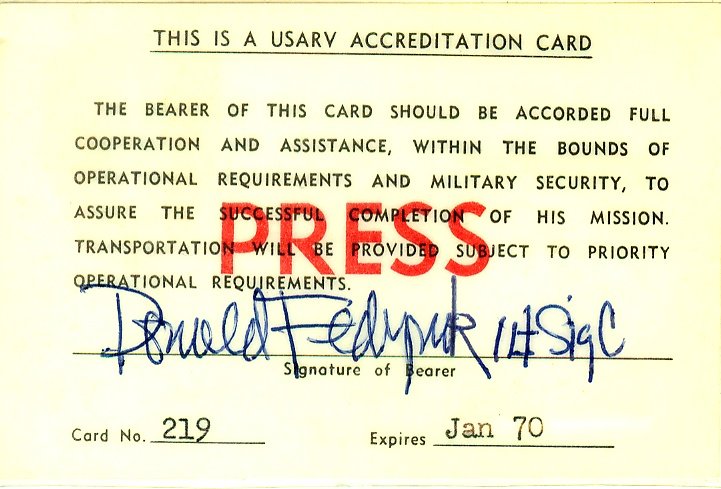 THIS IS A USARV ACCREDITATION CARD
THE BEARER OF THIS CARD SHOULD BE ACCORDED FULL
COOPERATION AND ASSISTANCE, WITHIN THE BOUNDS OF
OPERATIONAL REQUIREMENTS AND MILITARY SECURITY, TO
ASSURE THE SUCCESSFUL COMPLETION OF HIS MISSION.
TRANSPORTATION WILL BE PROVIDED SUBJECT TO PRIORITY
OPERATIONAL REQUIREMENTS.
PRESS
Donald Fedynak 1Lt SigC
Signature of Bearer
Card No. 219
Expires Jan 70